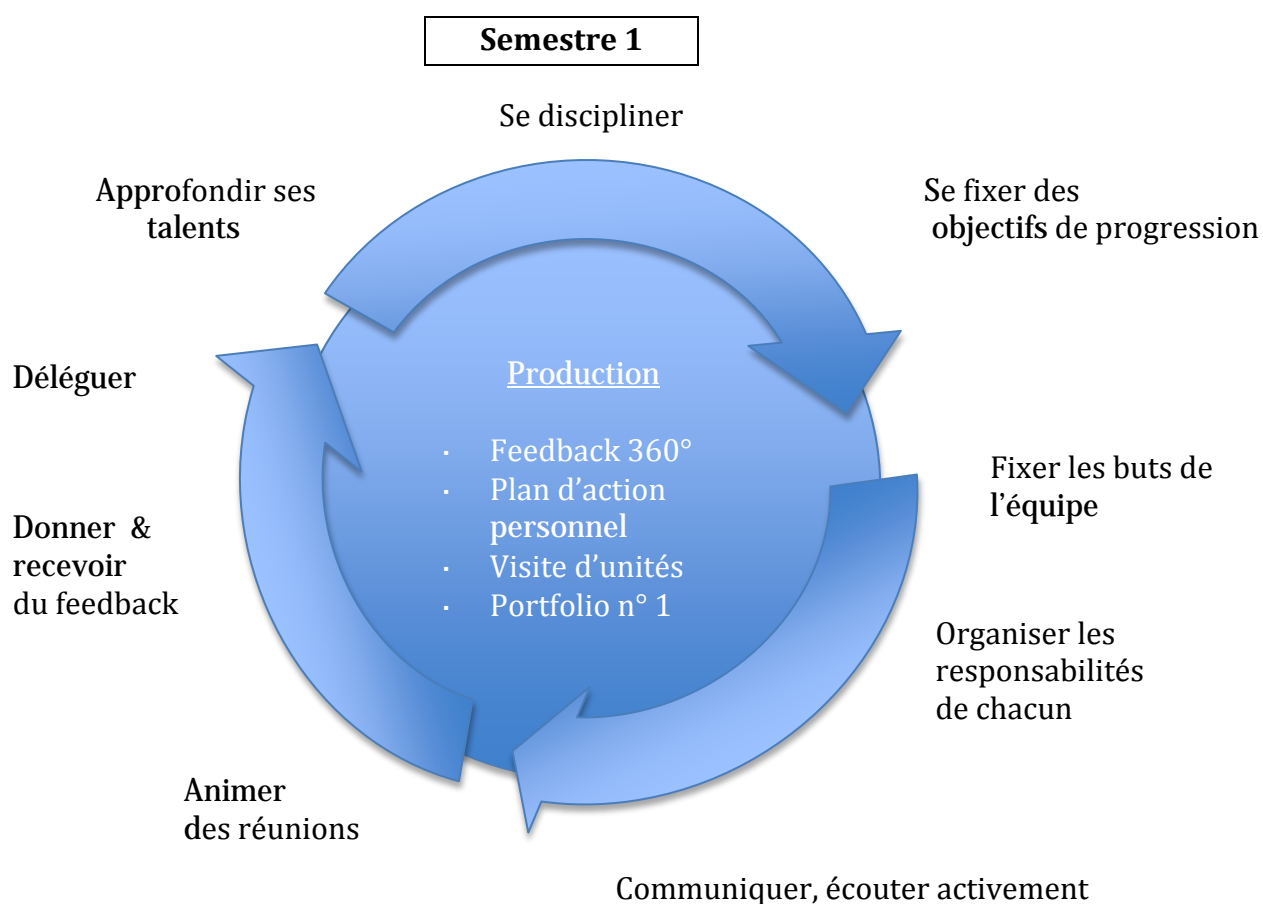 Semestre 1
Se discipliner
Se fixer des
objectifs de progression
Fixer les buts de
l’équipe
Organiser les
responsabilités
de chacun
Communiquer, écouter activement
Animer
des réunions
Donner & 
recevoir
du feedback
Déléguer
Approfondir ses
talents
Production
· Feedback 360°
· Plan d’action
personnel
· Visite d’unités
· Portfolio n° 1